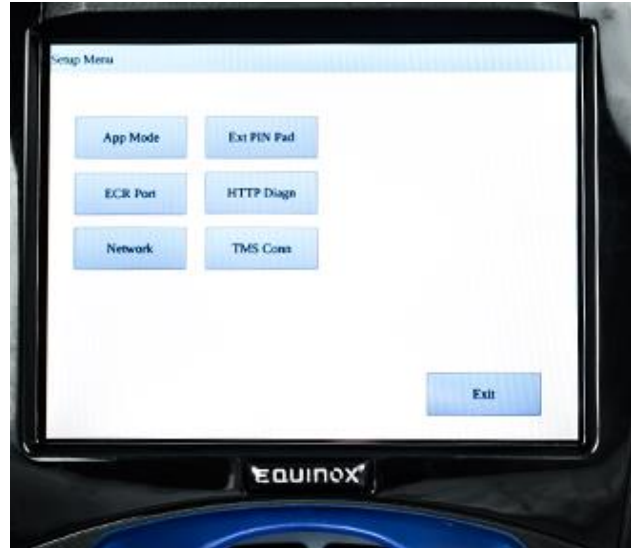 Setup Menu
App Mode
Ext PIN Pad
ECR Port
HTTP Diagn
Network
TMS Conn
Exit
EQUINOX